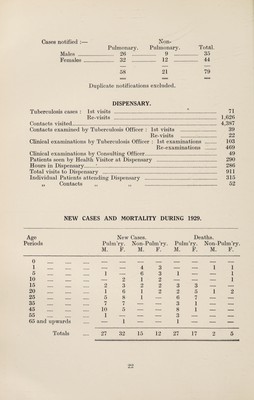 Cases notified :—
Non-
Pulmonary. Pulmonary. Total.
Males 26 9 35
Females 32 12 44
58 21 79
Duplicate notifications excluded.
DISPENSARY.
Tuberculosis cases : 1st visits 71
Re-visits 1,626
Contacts visited 4,387
Contacts examined by Tuberculosis Officer : 1st visits 39
Re-visits 22
Clinical examinations by Tuberculosis Officer : 1st examinations 103
Re-examinations 469
Clinical examinations by Consulting Officer 49
Patients seen by Health Visitor at Dispensary 290
Hours in Dispensary 286
Total visits to Dispensary 911
Individual Patients attending Dispensary 315
,, Contacts ,, ,, 52
NEW CASES AND MORTALITY DURING 1929.
Age New Cases. Deaths.
Periods Pulm'ry. Non-Pulm'ry. Pulm'ry. Non-Pulm'ry.
M. F. M. F. M. F. M. F.
0 — — — — — — — —
1 — — 4 3 — — 1 1
5 1 — 6 3 1 — — 1
10 — 2 1 2 — — — 1
15 2 3 2 2 3 3 — —
20 1 6 1 2 2 5 1 2
25 5 8 1 — 6 7 — —
35 7 7 — — 3 1 — —
45 10 5 — — 8 1 — —
55 1 — — — 3 — — —
65 and upwards — 1 — — 1 — — —
Totals 27 32 15 12 27 17 2 5
22